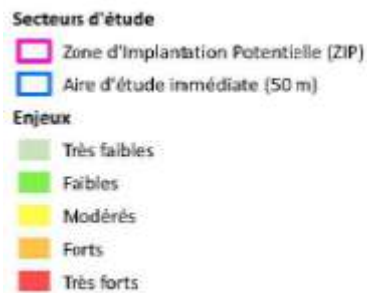 Secteurs d'étude
Zone d'Implantation Potentielle (ZIP)
Aire d'étude immédiate (50 m)
Enjeux
Très faibles
Faibles
Modérés
Forts
Très forts